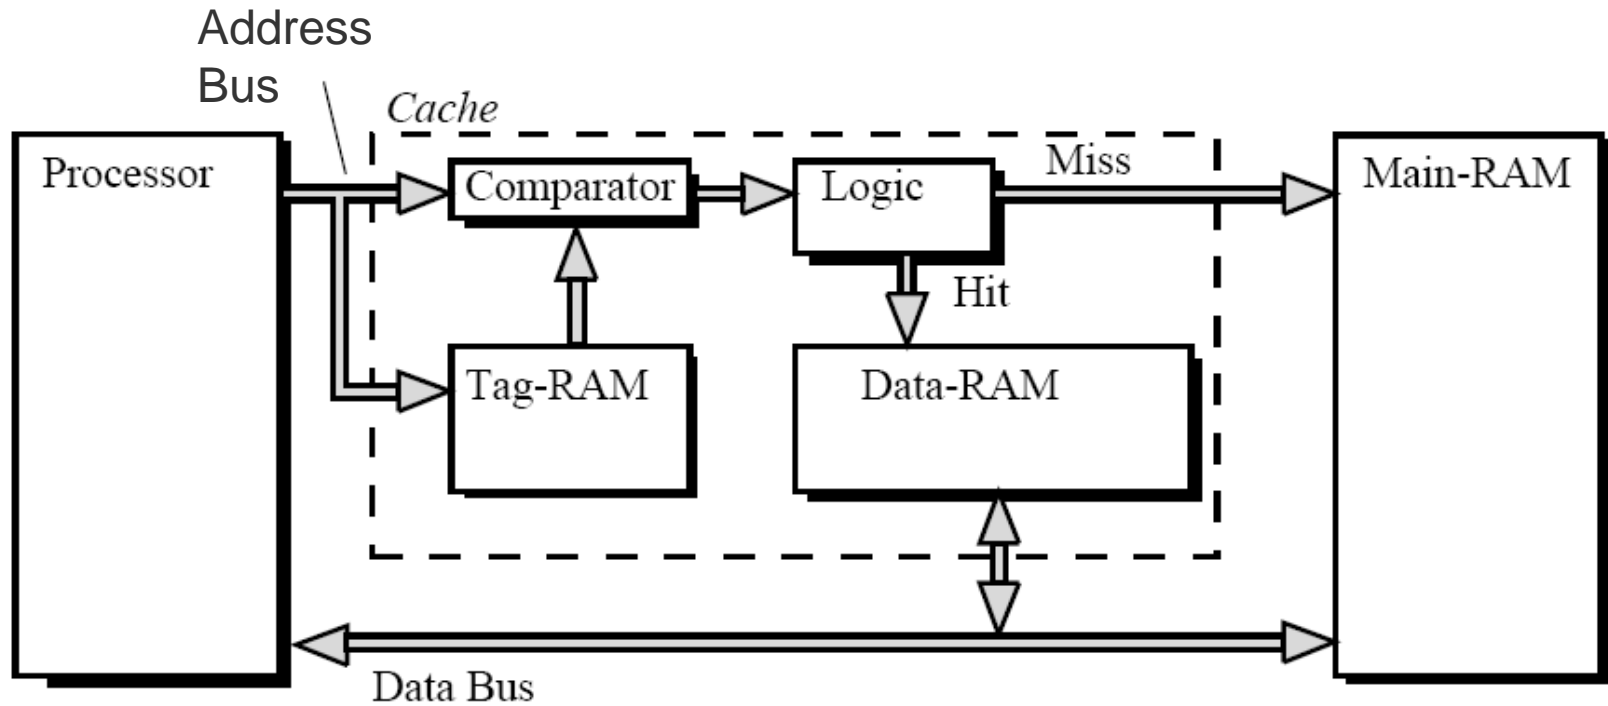 Address
Bus
Cache
Processor
Comparator
Logic
Miss
Main-RAM
Hit
Tag-RAM
Data-RAM
Data Bus